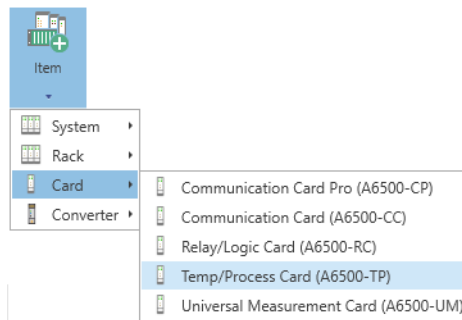 Item
System
Rack
Card
Converter
Communication Card Pro (A6500-CP)
Communication Card (A6500-CC)
Relay/Logic Card (A6500-RC)
Temp/Process Card (A6500-TP)
Universal Measurement Card (A6500-UM)